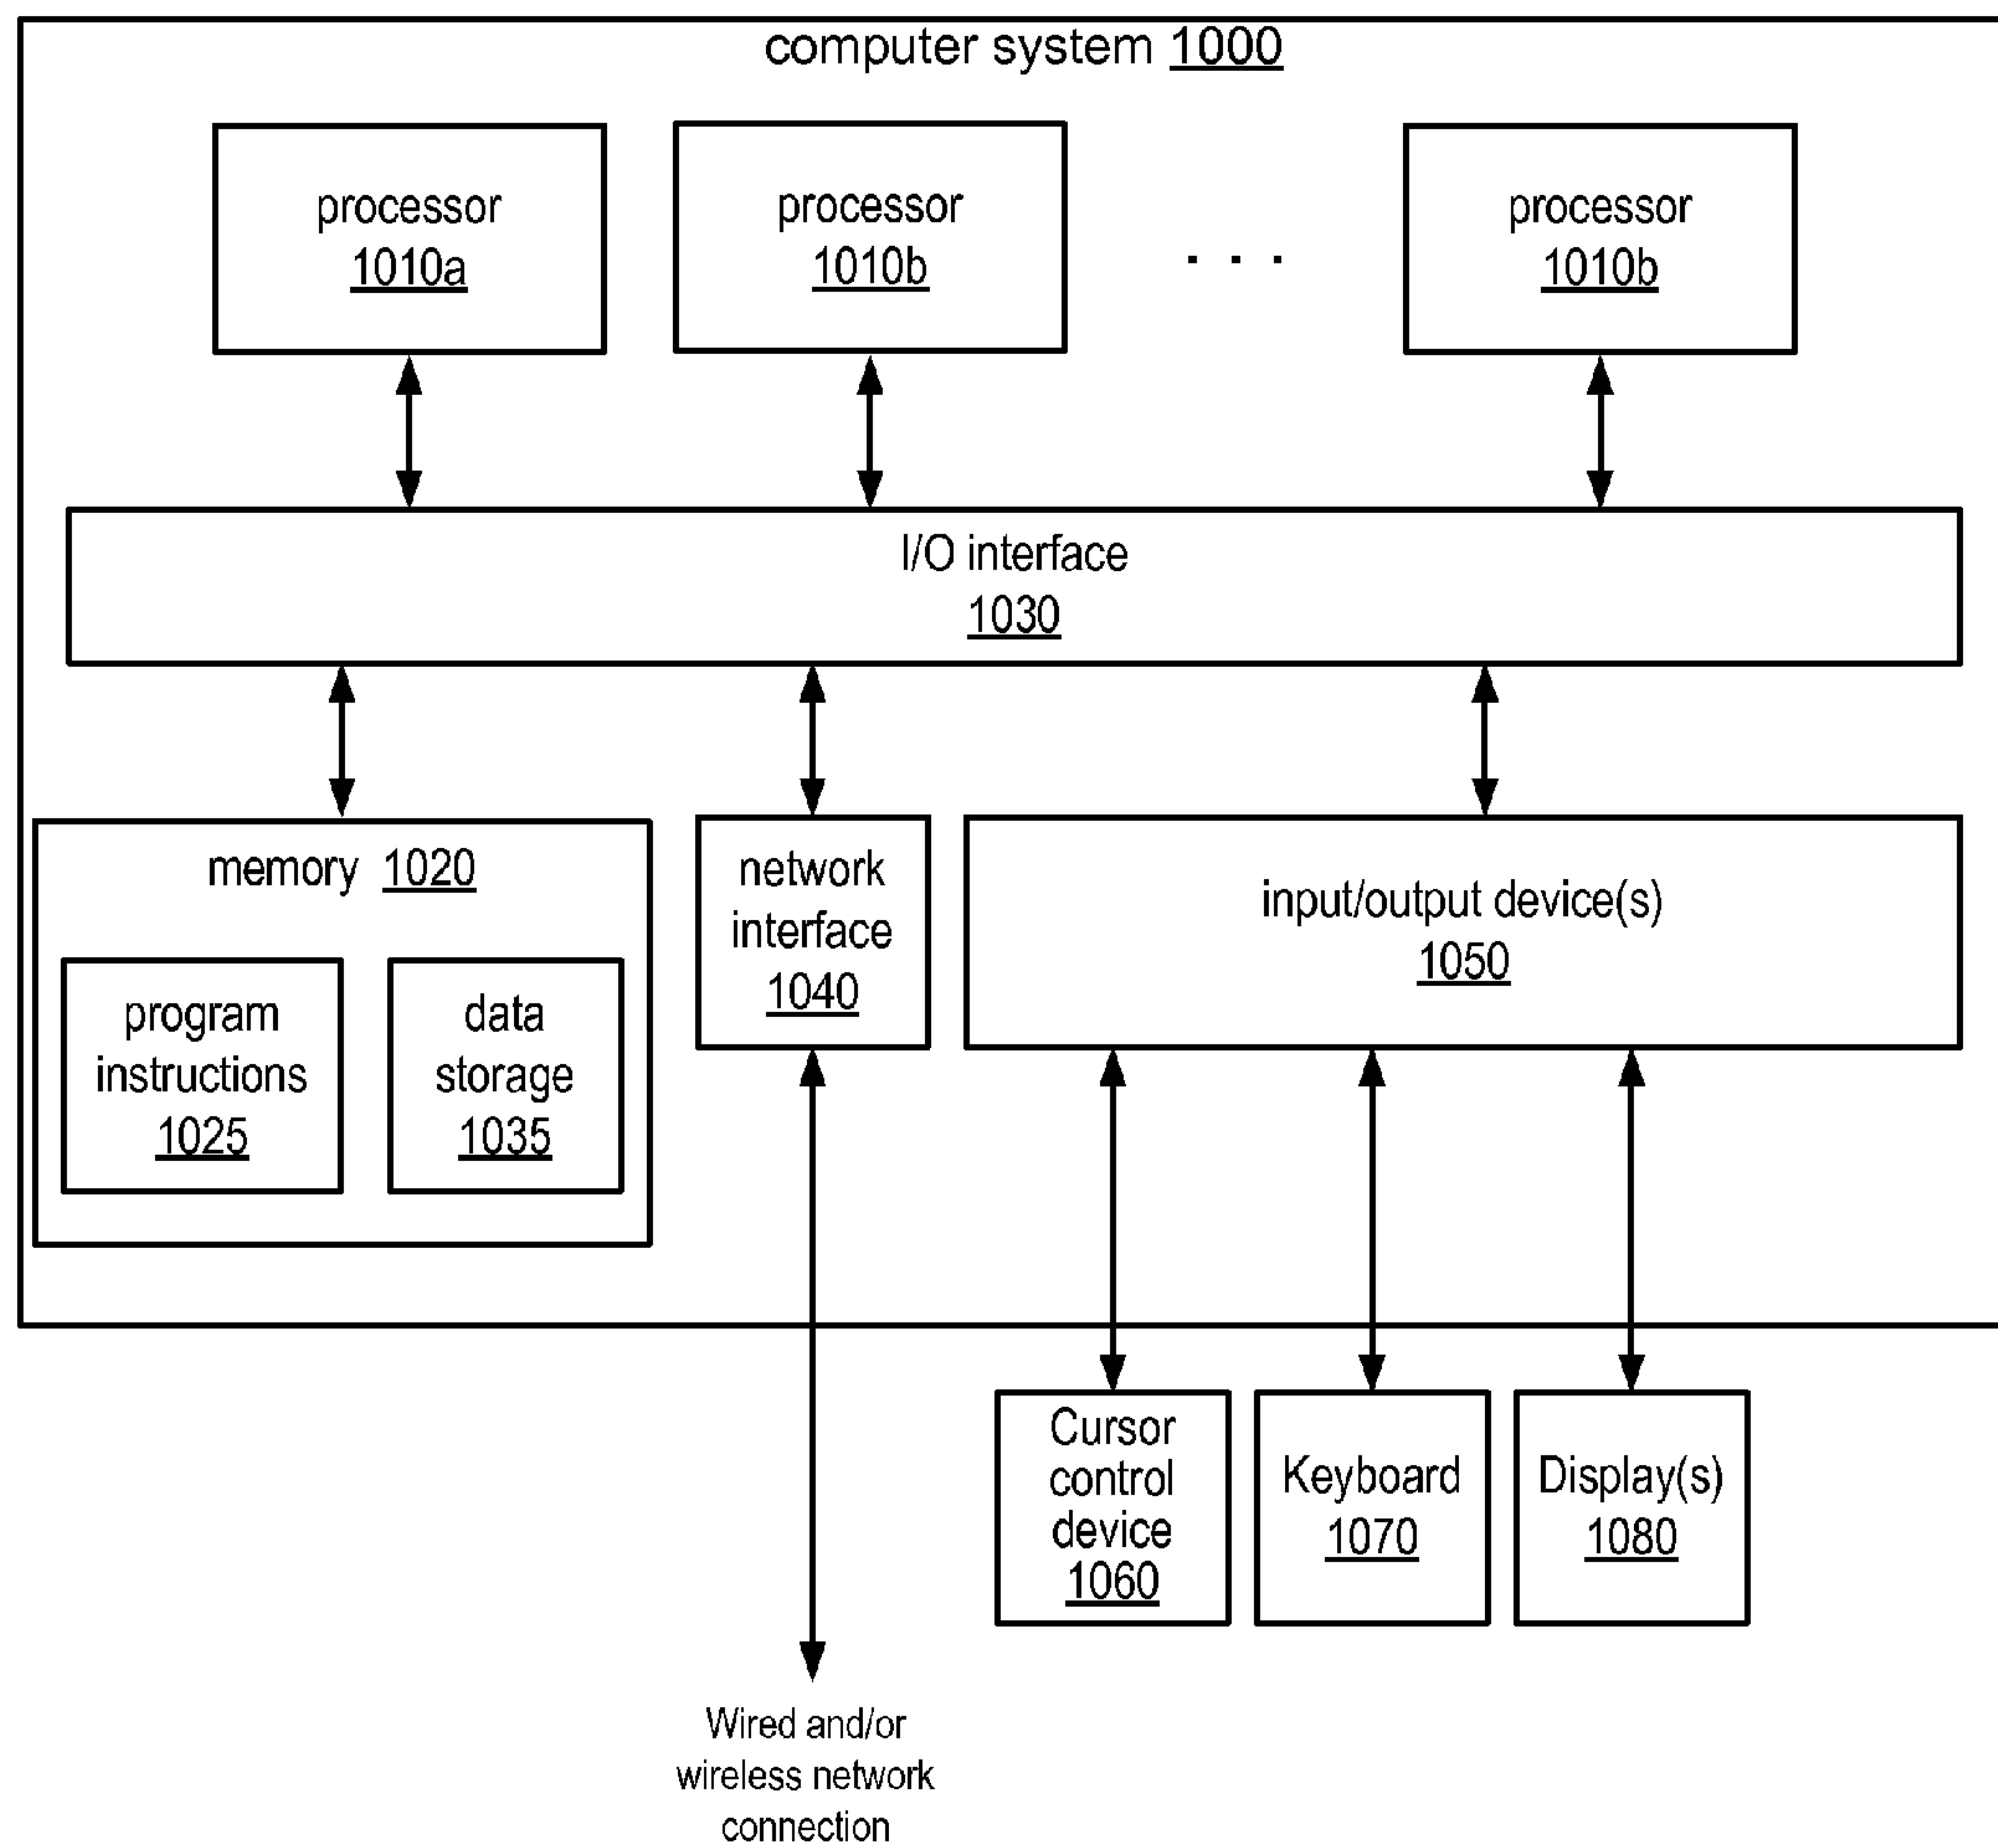 computer system 1000
processor
1010a
processor
1010b
. . .
processor
1010b
I/O interface
1030
memory 1020
program
instructions
1025
data
storage
1035
network
interface
1040
input/output device(s)
1050
Cursor
control
device
1060
Keyboard
1070
Display(s)
1080
Wired and/or
wireless network
connection